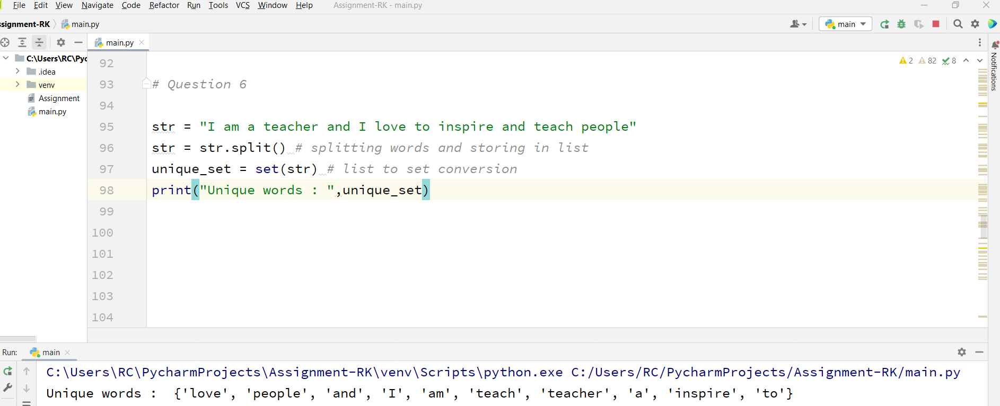 File Edit View Navigate Code Refactor Run Tools VCS Window Help Assignment-RK - main.py
ssignment-RK main.py main
main.py
C:\Users\RC\Pyc
.idea
venv
Assignment
main.py
2 82 8
Notifications
92
93 # Question 6
94
95 str = "I am a teacher and I love to inspire and teach people"
96 str = str.split() # splitting words and storing in list
97 unique_set = set(str) # list to set conversion
98 print("Unique words : ",unique_set)
99
100
101
102
103
104
Run: main
C:\Users\RC\PycharmProjects\Assignment-RK\venv\Scripts\python.exe C:/Users/RC/PycharmProjects/Assignment-RK/main.py
Unique words :  {'love', 'people', 'and', 'I', 'am', 'teach', 'teacher', 'a', 'inspire', 'to'}